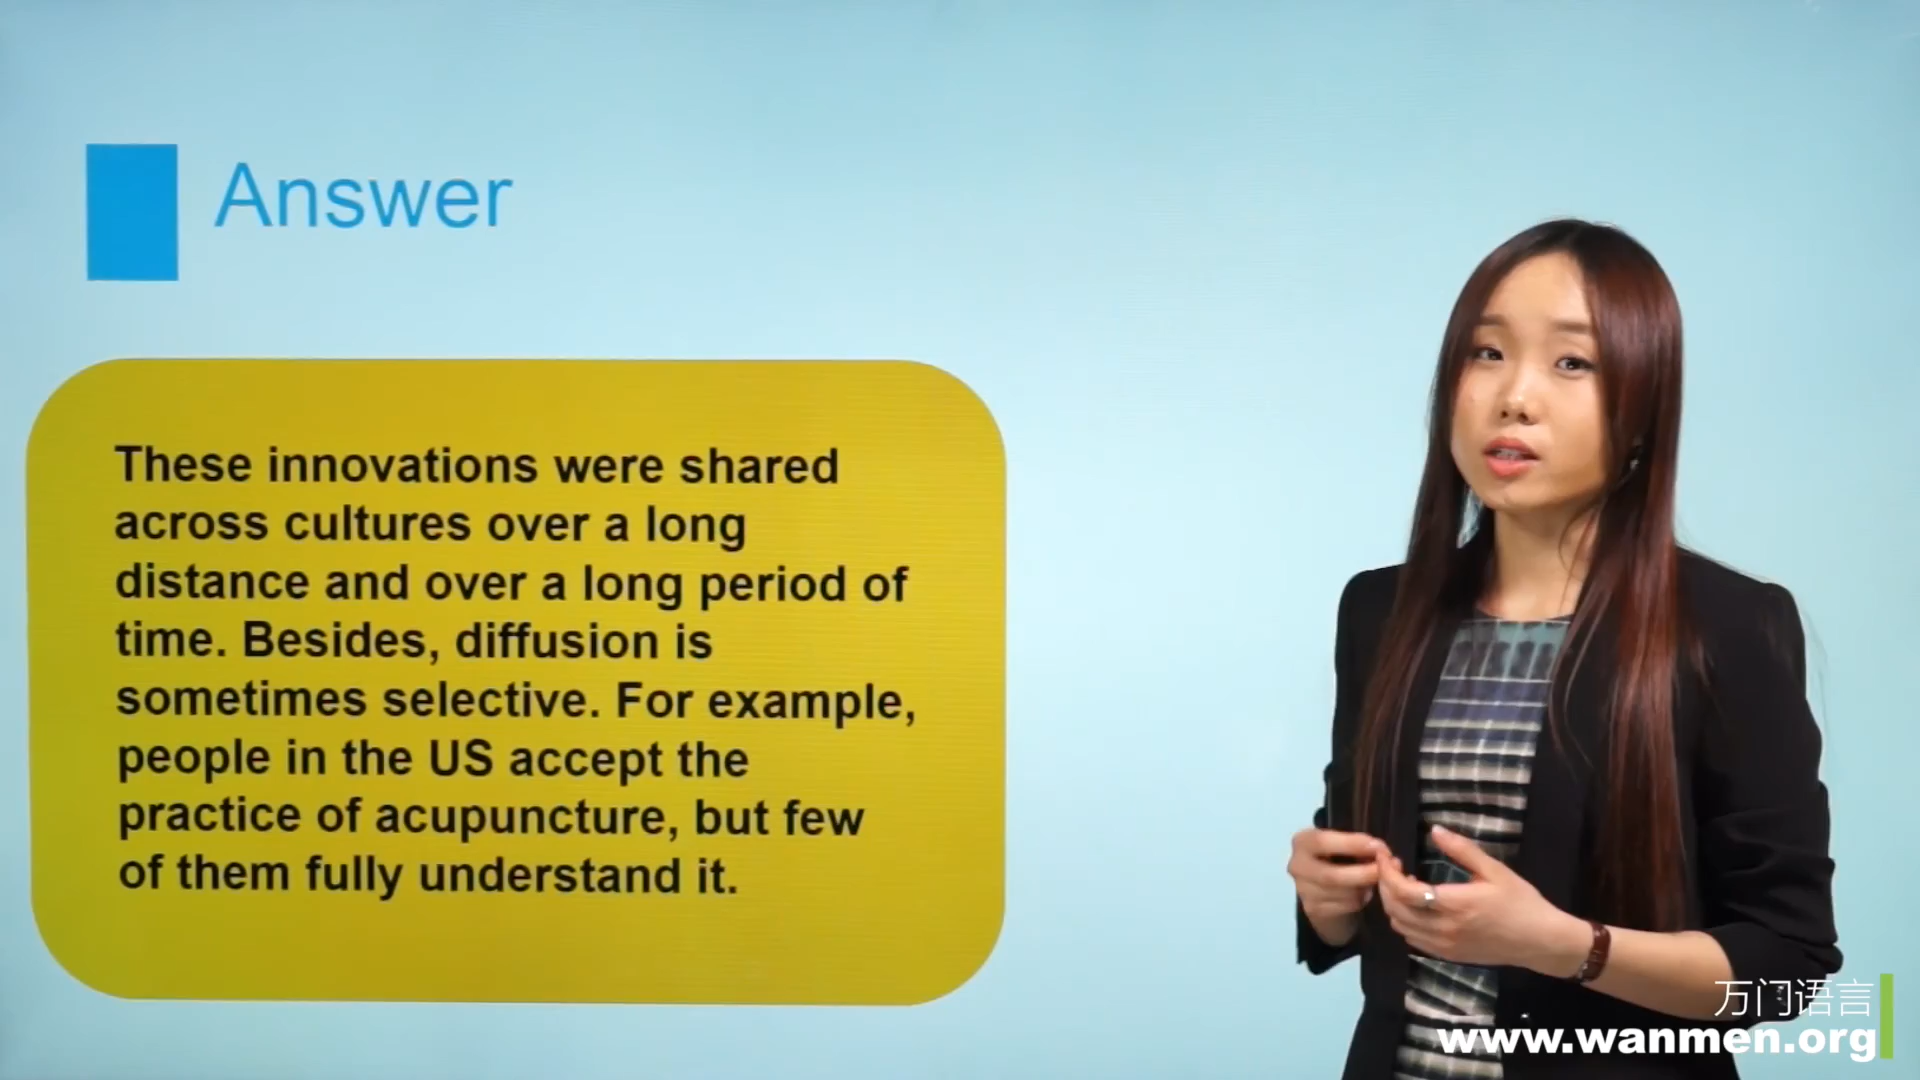 Answer
These innovations were shared
across cultures over a long
distance and over a long period of
time. Besides, diffusion is
sometimes selective. For example,
people in the US accept the
practice of acupuncture, but few
of them fully understand it.
万门语言
www.wanmen.org